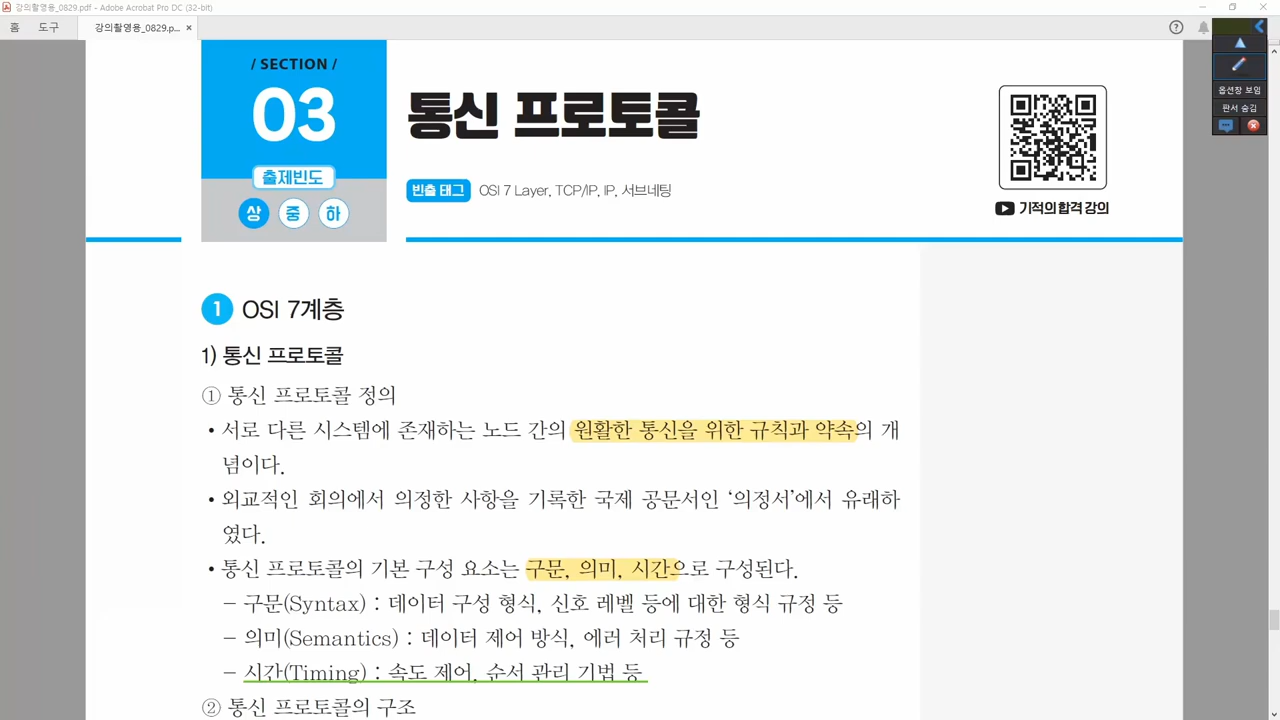 강의촬영용_0829.pdf - Adobe Acrobat Pro DC (32-bit)
홈 도구 강의촬영용_0829.p... ×
옵션창 보임
판서 숨김
/ SECTION /
03
출제빈도
상 중 하
통신 프로토콜
빈출 태그 OSI 7 Layer, TCP/IP, IP, 서브네팅
기적의 합격 강의
1 OSI 7계층
1) 통신 프로토콜
① 통신 프로토콜 정의
• 서로 다른 시스템에 존재하는 노드 간의 원활한 통신을 위한 규칙과 약속의 개
념이다.
• 외교적인 회의에서 의정한 사항을 기록한 국제 공문서인 ‘의정서’에서 유래하
였다.
• 통신 프로토콜의 기본 구성 요소는 구문, 의미, 시간으로 구성된다.
– 구문(Syntax) : 데이터 구성 형식, 신호 레벨 등에 대한 형식 규정 등
– 의미(Semantics) : 데이터 제어 방식, 에러 처리 규정 등
– 시간(Timing) : 속도 제어, 순서 관리 기법 등
② 통신 프로토콜의 구조